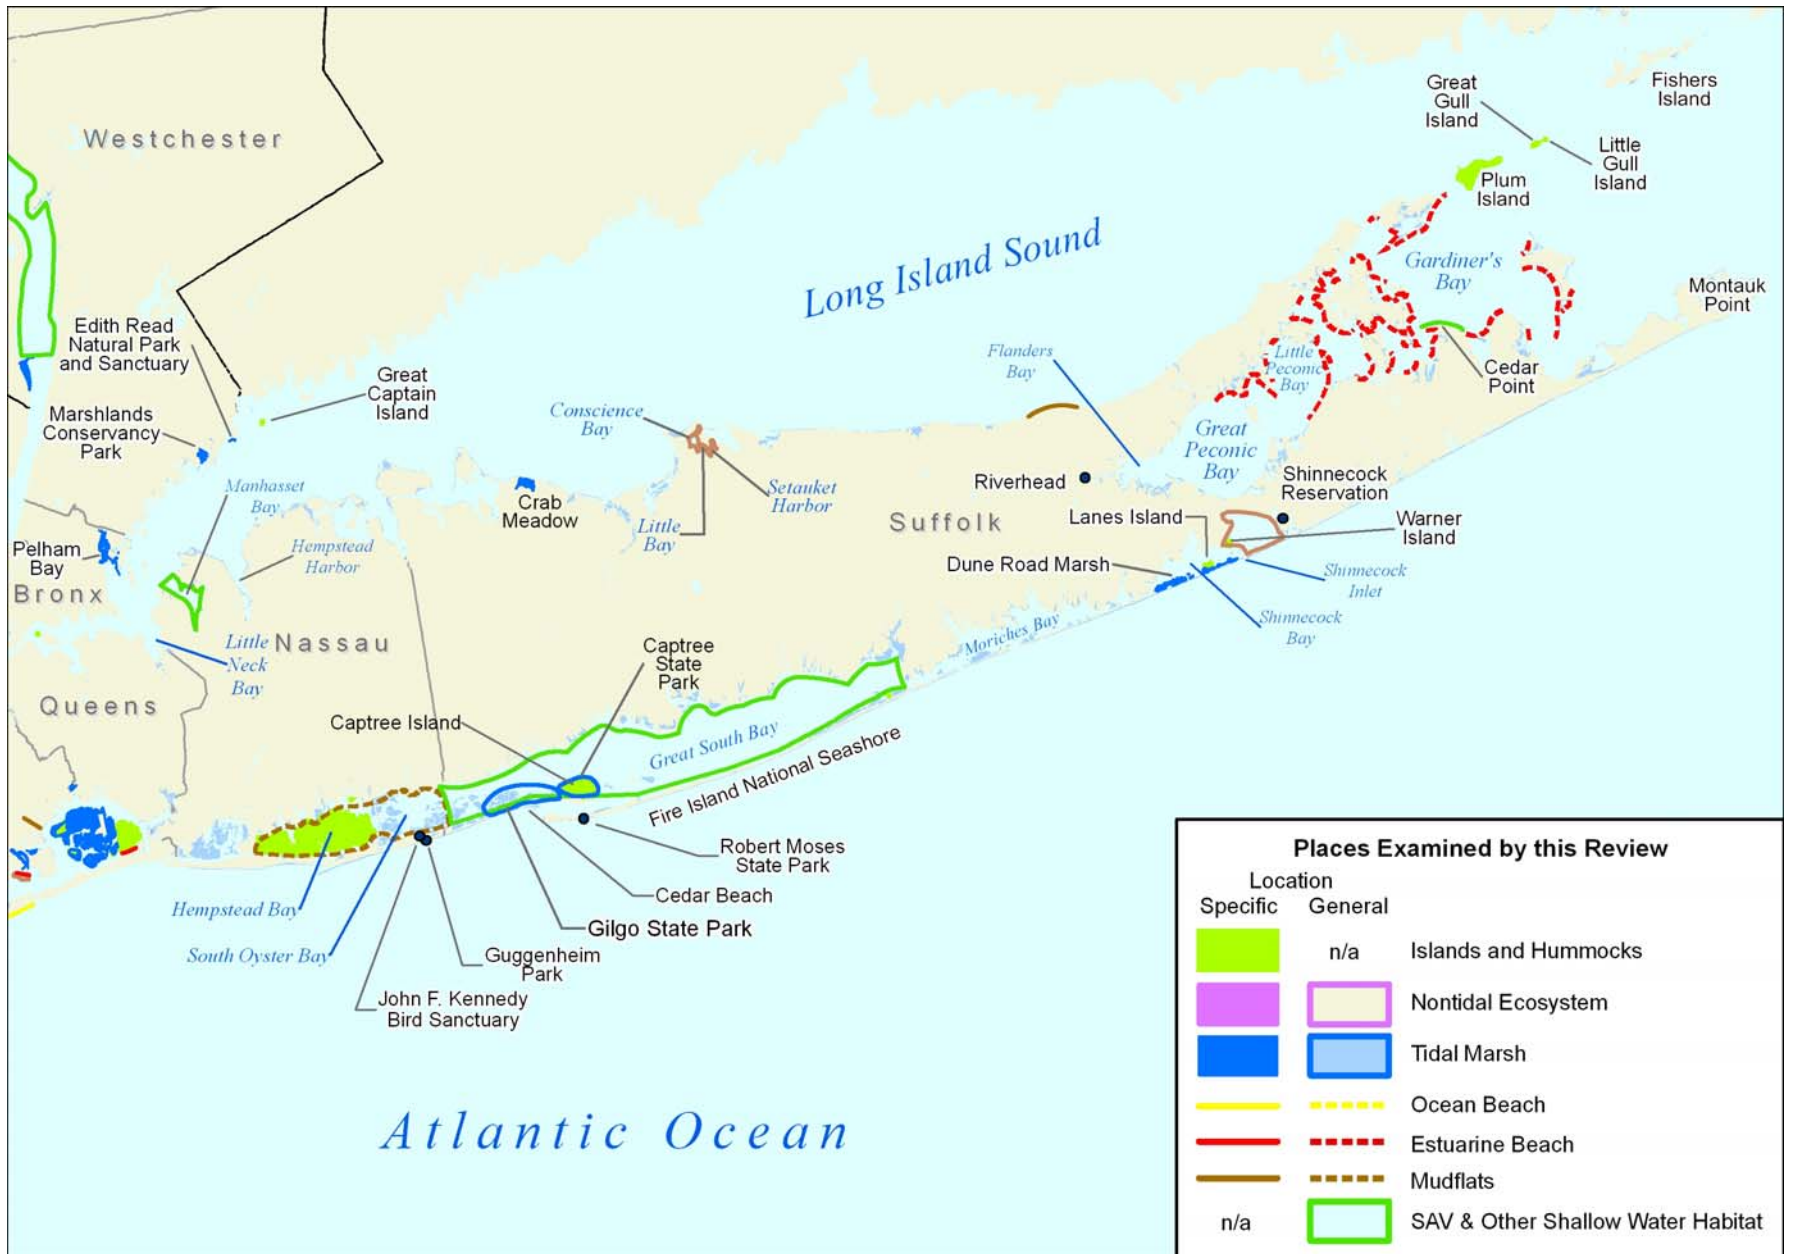 Westchester
Great
Gull
Island
Fishers
Island
Little
Gull
Island
Plum
Island
Long Island Sound
Gardiner's
Bay
Montauk
Point
Edith Read
Natural Park
and Sanctuary
Great
Captain
Island
Marshlands
Conservancy
Park
Conscience
Bay
Flanders
Bay
Little
Peconic
Bay
Cedar
Point
Great
Peconic
Bay
Manhasset
Bay
Crab
Meadow
Setauket
Harbor
Little
Bay
Riverhead
Shinnecock
Reservation
Suffolk
Lanes Island
Warner
Island
Pelham
Bay
Hempstead
Harbor
Dune Road Marsh
Shinnecock
Inlet
Bronx
Shinnecock
Bay
Little
Neck
Bay
Nassau
Captree
State
Park
Moriches Bay
Queens
Captree Island
Great South Bay
Fire Island National Seashore
Robert Moses
State Park
Cedar Beach
Hempstead Bay
Gilgo State Park
South Oyster Bay
Guggenheim
Park
John F. Kennedy
Bird Sanctuary
Atlantic Ocean
Places Examined by this Review
Location
Specific General
n/a Islands and Hummocks
Nontidal Ecosystem
Tidal Marsh
Ocean Beach
Estuarine Beach
Mudflats
n/a SAV & Other Shallow Water Habitat